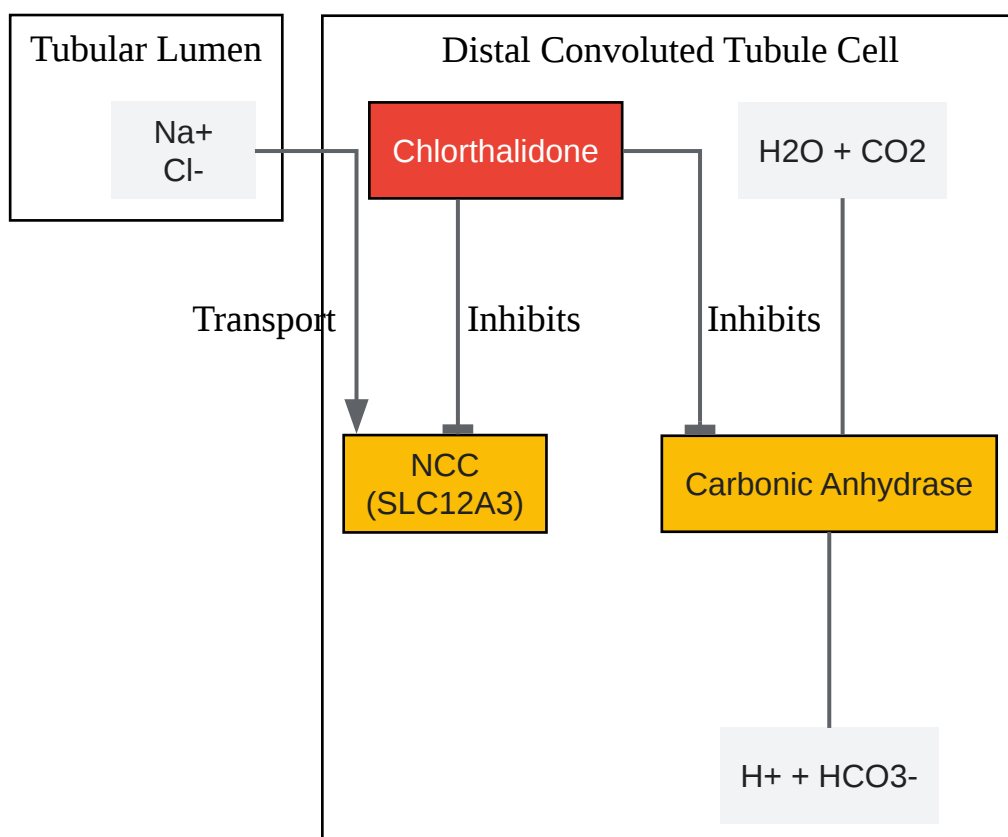 Tubular Lumen
Distal Convoluted Tubule Cell
Na+
Cl-
Chlorthalidone
H2O + CO2
Transport
Inhibits
Inhibits
NCC
(SLC12A3)
Carbonic Anhydrase
H+ + HCO3-